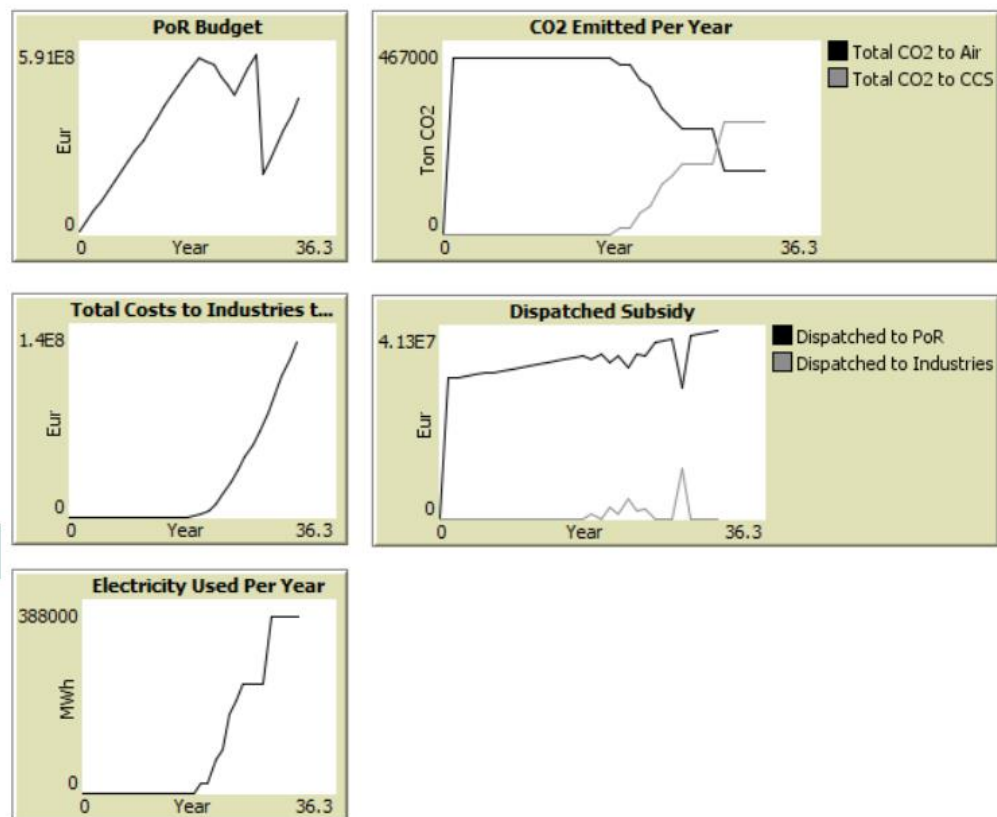 PoR Budget
5.91E8
Eur
0
0 Year 36.3
CO2 Emitted Per Year
467000
Ton CO2
0
0 Year 36.3
Total CO2 to Air
Total CO2 to CCS
Total Costs to Industries t...
1.4E8
Eur
0
0 Year 36.3
Dispatched Subsidy
4.13E7
Eur
0
0 Year 36.3
Dispatched to PoR
Dispatched to Industries
Electricity Used Per Year
388000
MWh
0
0 Year 36.3